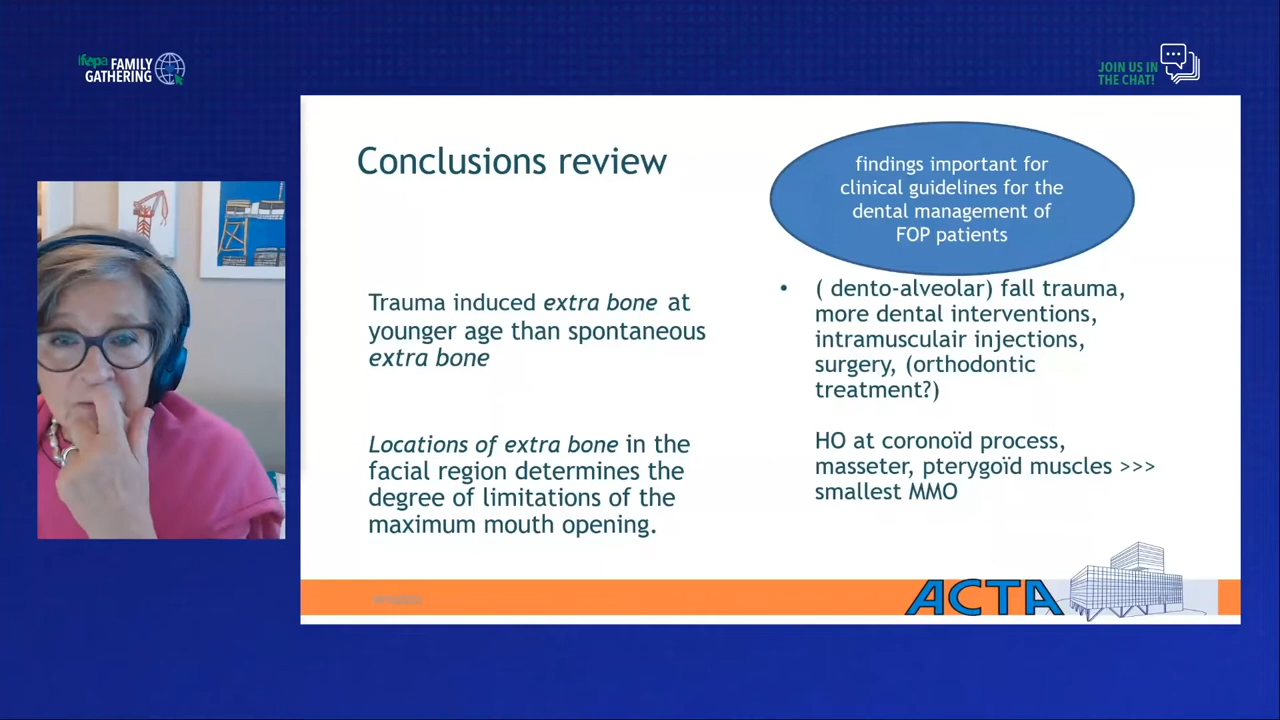 ifopa FAMILY
GATHERING
JOIN US IN
THE CHAT!
Conclusions review
findings important for
clinical guidelines for the
dental management of
FOP patients
Trauma induced extra bone at
younger age than spontaneous
extra bone
• ( dento-alveolar) fall trauma,
more dental interventions,
intramusculair injections,
surgery, (orthodontic
treatment?)
Locations of extra bone in the
facial region determines the
degree of limitations of the
maximum mouth opening.
HO at coronoïd process,
masseter, pterygoïd muscles >>>
smallest MMO
ACTA